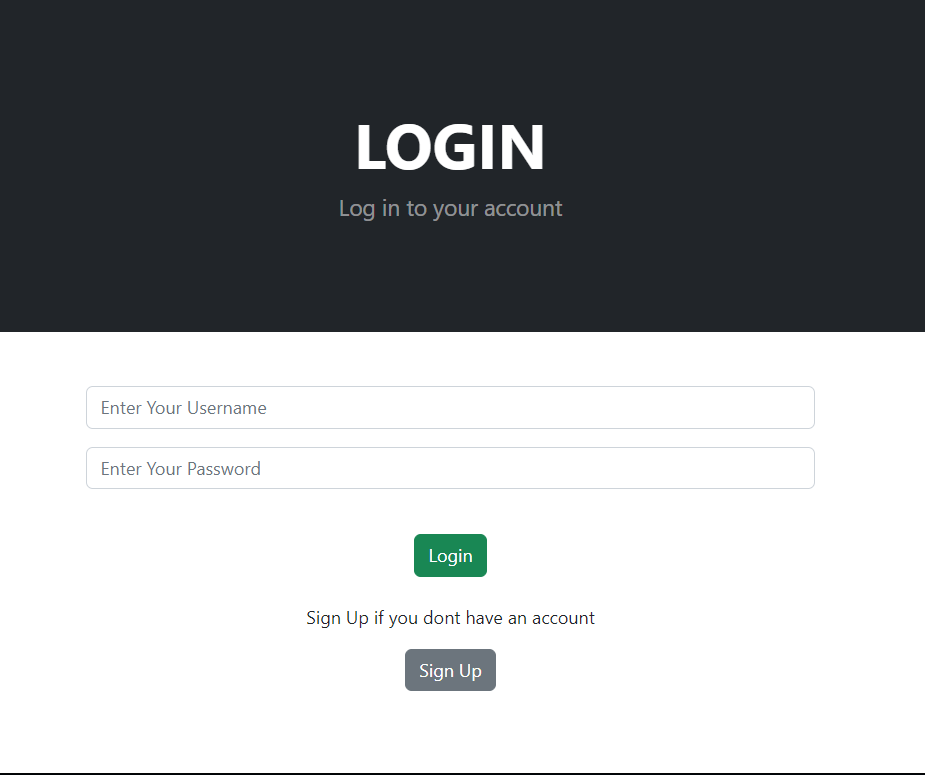 LOGIN
Log in to your account
Enter Your Username
Enter Your Password
Login
Sign Up if you dont have an account
Sign Up